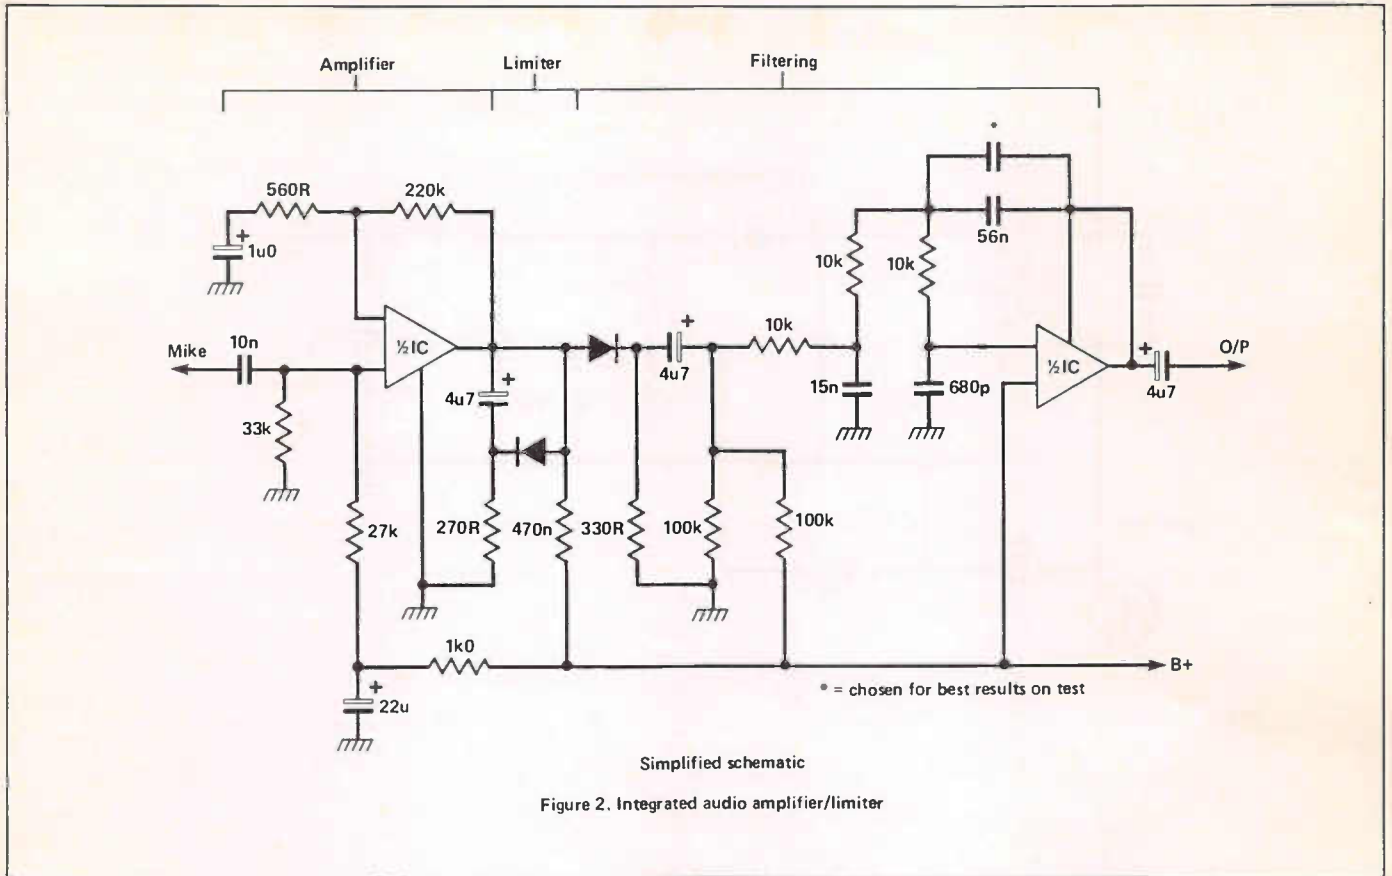 Amplifier
Limiter
Filtering
*
560R
220k
1u0
56n
10k
10k
Mike
10n
½IC
10k
½IC
O/P
4u7
4u7
15n
680p
4u7
33k
27k
270R
470n
330R
100k
100k
1k0
B+
* = chosen for best results on test
22u
Simplified schematic
Figure 2. Integrated audio amplifier/limiter